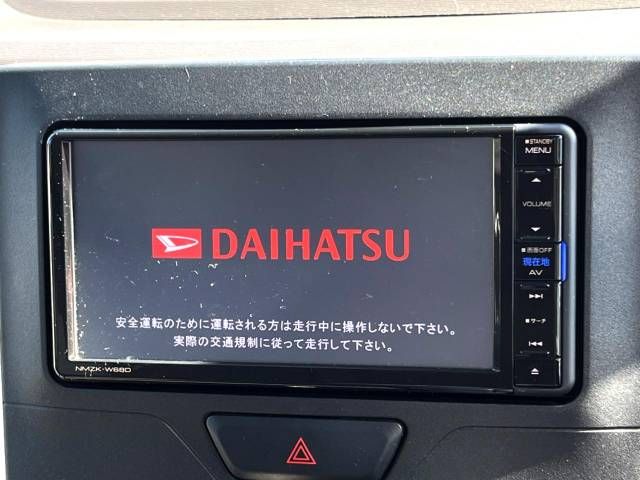 ■STANDBY
MENU
VOLUME
DAIHATSU
■画面OFF
現在地
AV
安全運転のために運転される方は走行中に操作しないで下さい。
実際の交通規制に従って走行して下さい。
■サーチ
NMZK-W68D